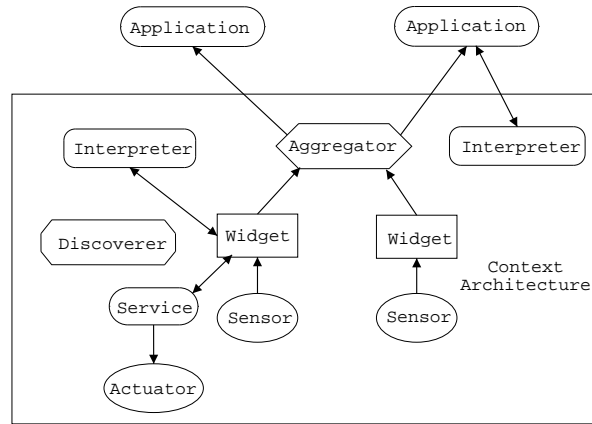 Application
Application
Aggregator
Interpreter
Interpreter
Discoverer
Widget
Widget
Context
Architecture
Service
Sensor
Sensor
Actuator